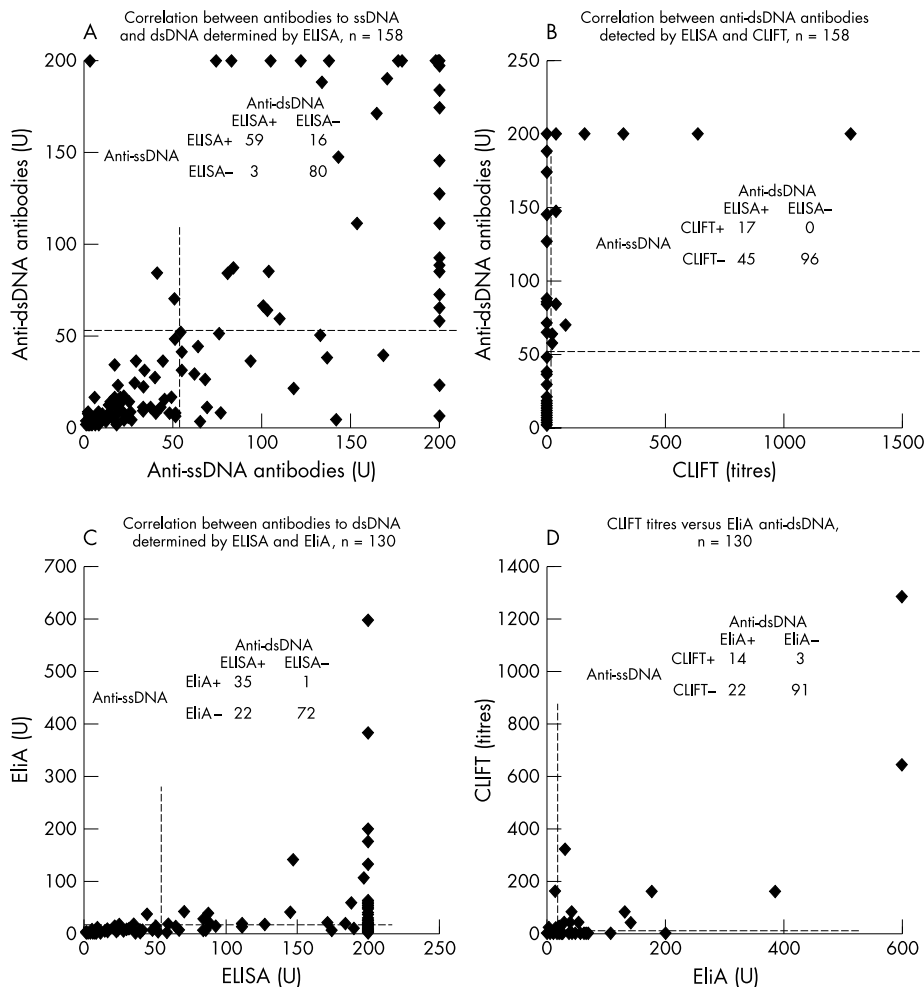 A
Correlation between antibodies to ssDNA
and dsDNA determined by ELISA, n = 158
Anti-dsDNA antibodies (U)
200
150
100
50
0
Anti-dsDNA
ELISA+ ELISA–
ELISA+ 59 16
Anti-ssDNA
ELISA– 3 80
0 50 100 150 200
Anti-ssDNA antibodies (U)
B
Correlation between anti-dsDNA antibodies
detected by ELISA and CLIFT, n = 158
Anti-dsDNA antibodies (U)
250
200
150
100
50
0
Anti-dsDNA
ELISA+ ELISA–
CLIFT+ 17 0
Anti-ssDNA
CLIFT– 45 96
0 500 1000 1500
CLIFT (titres)
C
Correlation between antibodies to dsDNA
determined by ELISA and EliA, n = 130
EliA (U)
700
600
500
400
300
200
100
0
Anti-dsDNA
ELISA+ ELISA–
EliA+ 35 1
Anti-ssDNA
EliA– 22 72
0 50 100 150 200 250
ELISA (U)
D
CLIFT titres versus EliA anti-dsDNA,
n = 130
CLIFT (titres)
1400
1200
1000
800
600
400
200
0
Anti-dsDNA
EliA+ EliA–
CLIFT+ 14 3
Anti-ssDNA
CLIFT– 22 91
0 200 400 600
EliA (U)